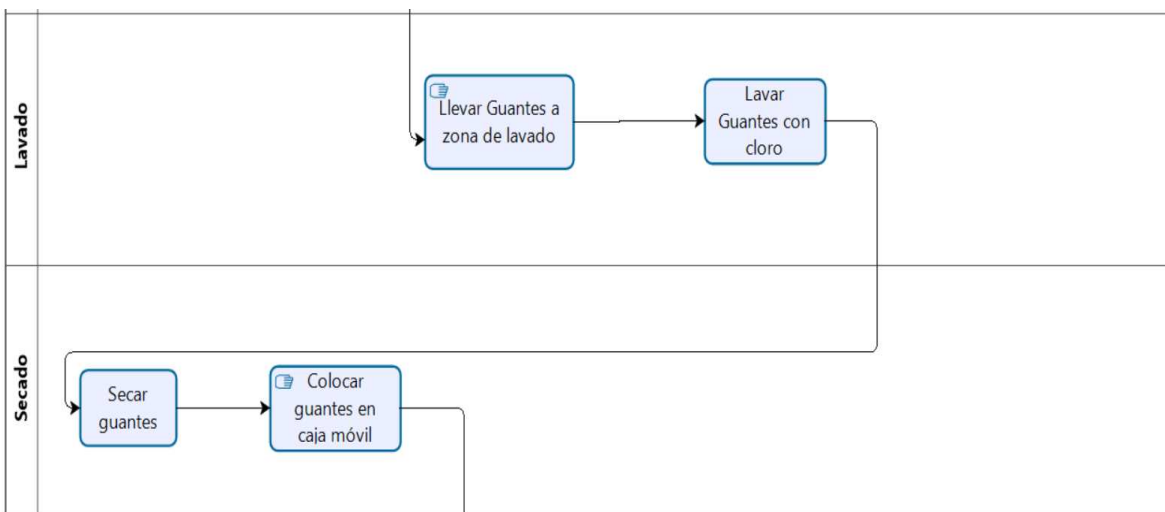 Lavado
Llevar Guantes a
zona de lavado
Lavar
Guantes con
cloro
Secado
Secar
guantes
Colocar
guantes en
caja móvil